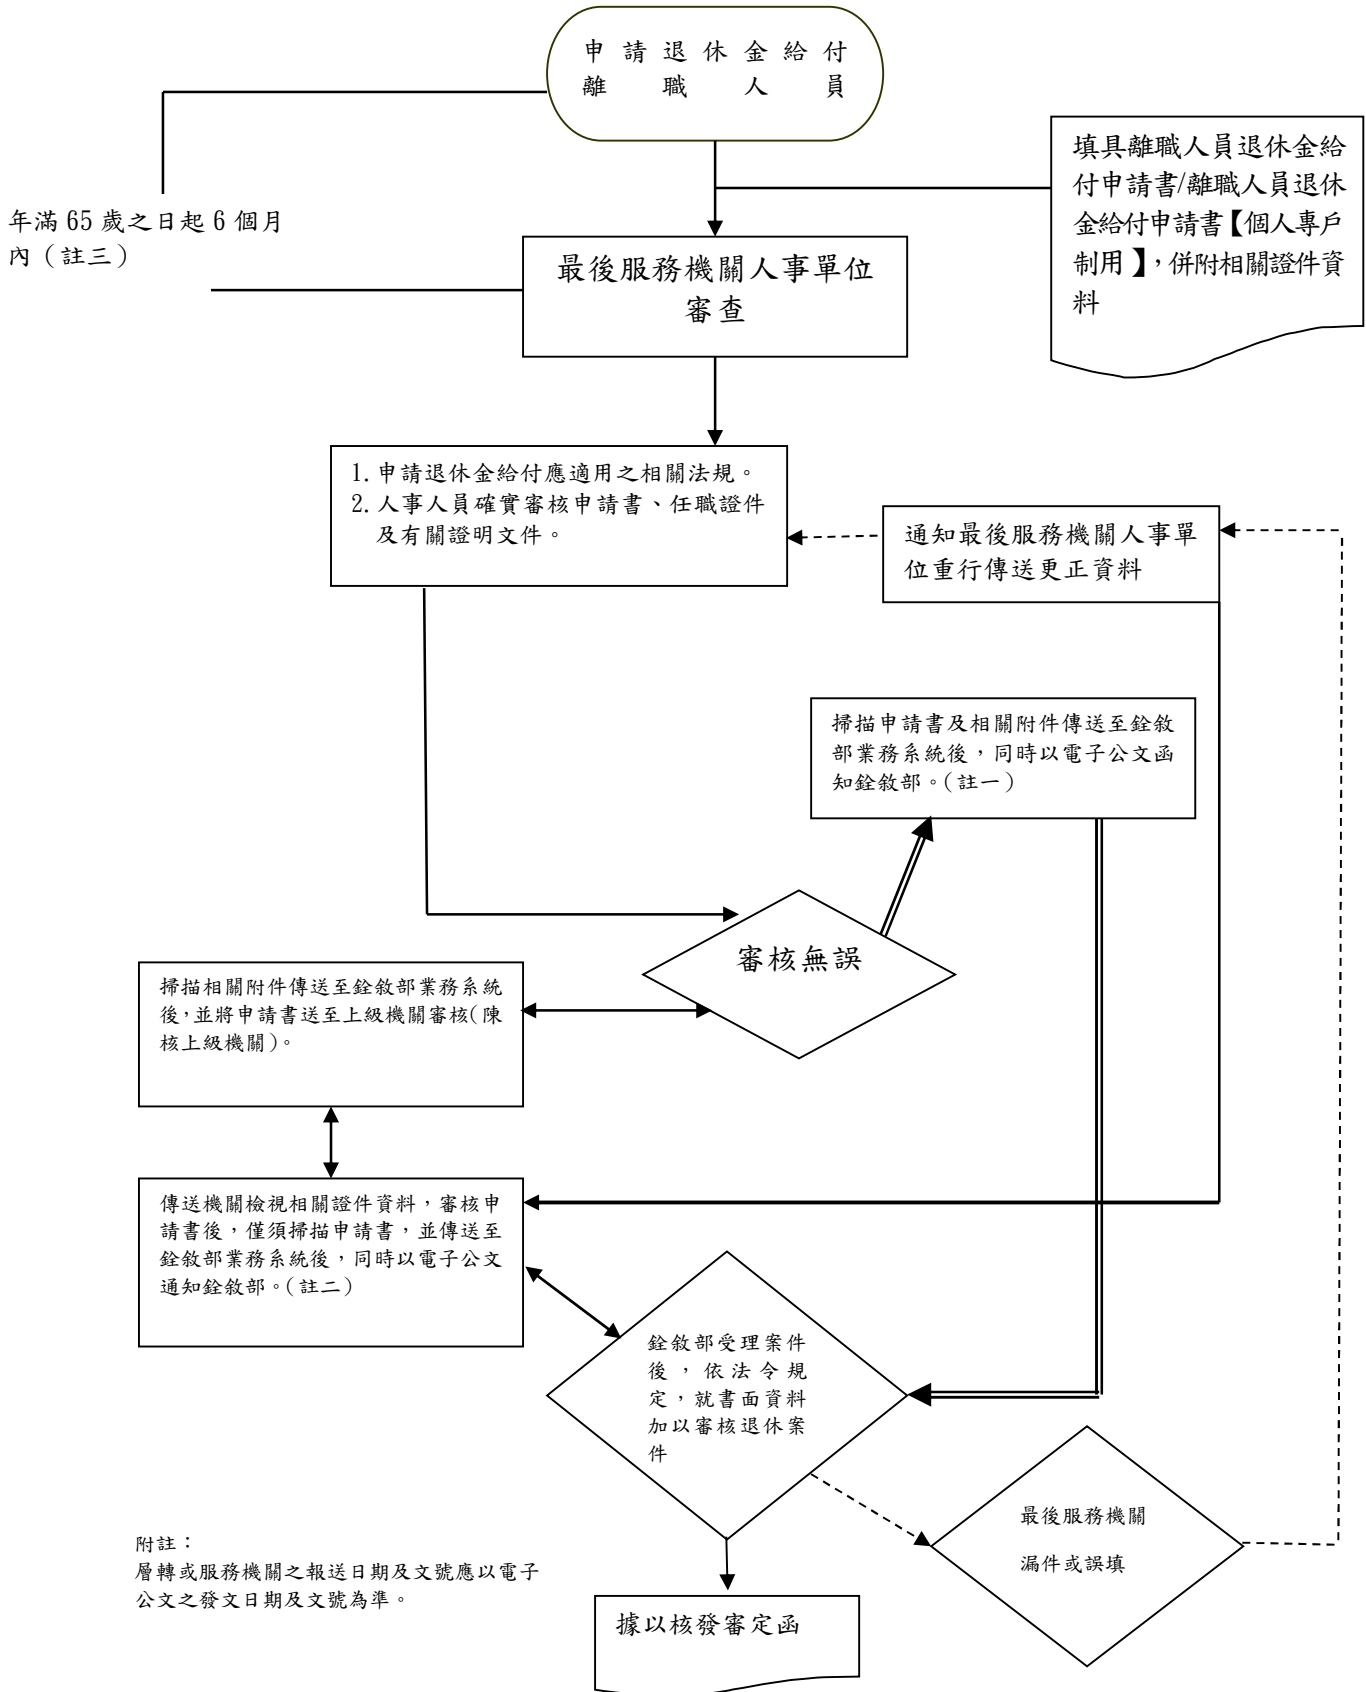 申請退休金給付
離職人員
填具離職人員退休金給
付申請書/離職人員退休
金給付申請書【個人專戶
制用】，併附相關證件資
料
年滿 65 歲之日起 6 個月
內（註三）
最後服務機關人事單位
審查
1. 申請退休金給付應適用之相關法規。
2. 人事人員確實審核申請書、任職證件
及有關證明文件。
通知最後服務機關人事單
位重行傳送更正資料
掃描申請書及相關附件傳送至銓敘
部業務系統後，同時以電子公文函
知銓敘部。(註一)
審核無誤
掃描相關附件傳送至銓敘部業務系統
後，並將申請書送至上級機關審核(陳
核上級機關)。
傳送機關檢視相關證件資料，審核申
請書後，僅須掃描申請書，並傳送至
銓敘部業務系統後，同時以電子公文
通知銓敘部。(註二)
銓敘部受理案件
後，依法令規
定，就書面資料
加以審核退休案
件
最後服務機關
漏件或誤填
附註：
層轉或服務機關之報送日期及文號應以電子
公文之發文日期及文號為準。
據以核發審定函